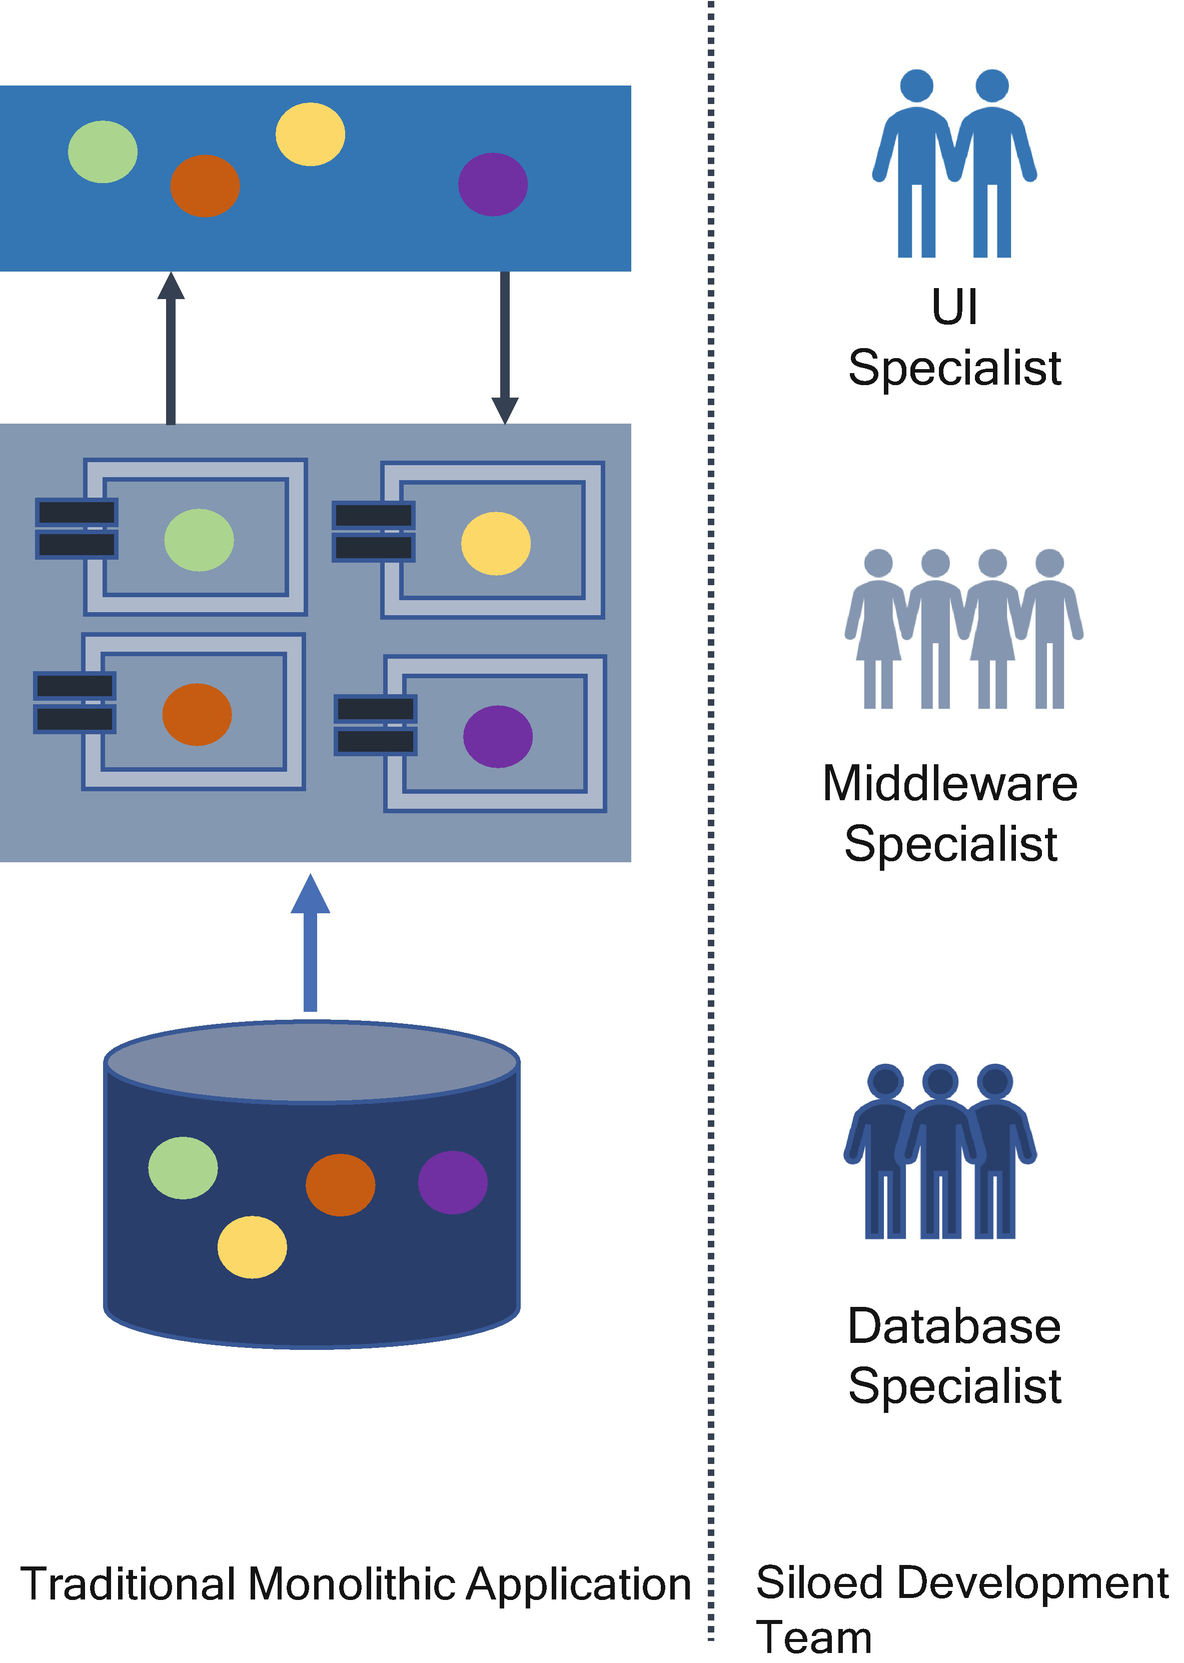 UI
Specialist
Middleware
Specialist
Database
Specialist
Traditional Monolithic Application
Siloed Development
Team